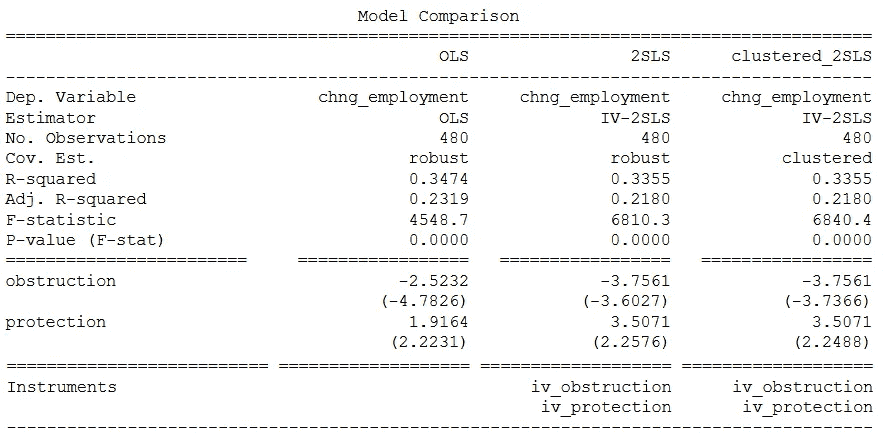 Model Comparison
================================================================================
OLS 2SLS clustered_2SLS
--------------------------------------------------------------------------------
Dep. Variable chng_employment chng_employment chng_employment
Estimator OLS IV-2SLS IV-2SLS
No. Observations 480 480 480
Cov. Est. robust robust clustered
R-squared 0.3474 0.3355 0.3355
Adj. R-squared 0.2319 0.2180 0.2180
F-statistic 4548.7 6810.3 6840.4
P-value (F-stat) 0.0000 0.0000 0.0000
======================== ================= ================= =================
obstruction -2.5232 -3.7561 -3.7561
(-4.7826) (-3.6027) (-3.7366)
protection 1.9164 3.5071 3.5071
(2.2231) (2.2576) (2.2488)
========================== =================== =================== ===================
Instruments iv_obstruction iv_obstruction
iv_protection iv_protection
--------------------------------------------------------------------------------